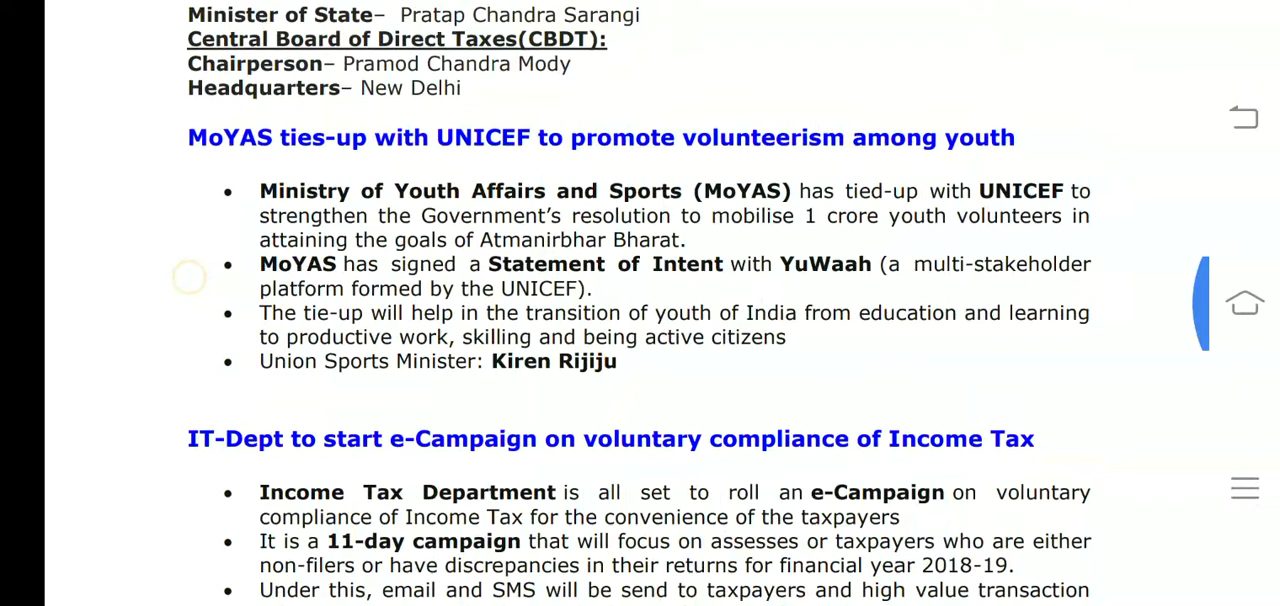 Minister of State– Pratap Chandra Sarangi
Central Board of Direct Taxes(CBDT):
Chairperson– Pramod Chandra Mody
Headquarters– New Delhi
MoYAS ties-up with UNICEF to promote volunteerism among youth
• Ministry of Youth Affairs and Sports (MoYAS) has tied-up with UNICEF to
strengthen the Government's resolution to mobilise 1 crore youth volunteers in
attaining the goals of Atmanirbhar Bharat.
• MoYAS has signed a Statement of Intent with YuWaah (a multi-stakeholder
platform formed by the UNICEF).
• The tie-up will help in the transition of youth of India from education and learning
to productive work, skilling and being active citizens
• Union Sports Minister: Kiren Rijiju
IT-Dept to start e-Campaign on voluntary compliance of Income Tax
• Income Tax Department is all set to roll an e-Campaign on voluntary
compliance of Income Tax for the convenience of the taxpayers
• It is a 11-day campaign that will focus on assesses or taxpayers who are either
non-filers or have discrepancies in their returns for financial year 2018-19.
• Under this, email and SMS will be send to taxpayers and high value transaction